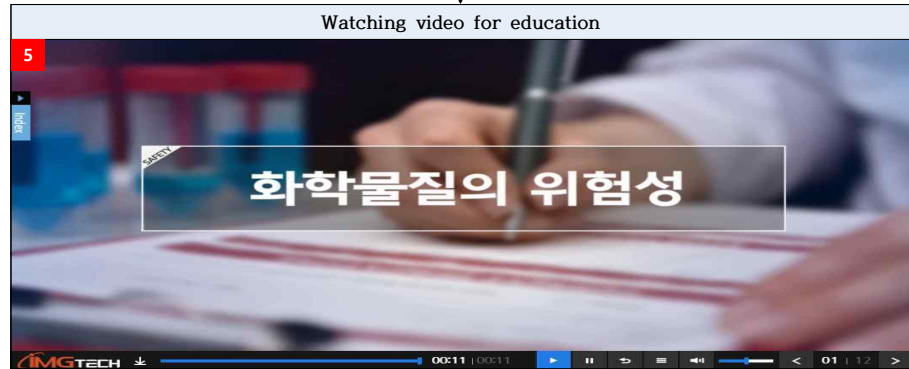 Watching video for education
5
Index
SAFETY
화학물질의 위험성
IMGTECH 00:11 | 00:11 01 | 12